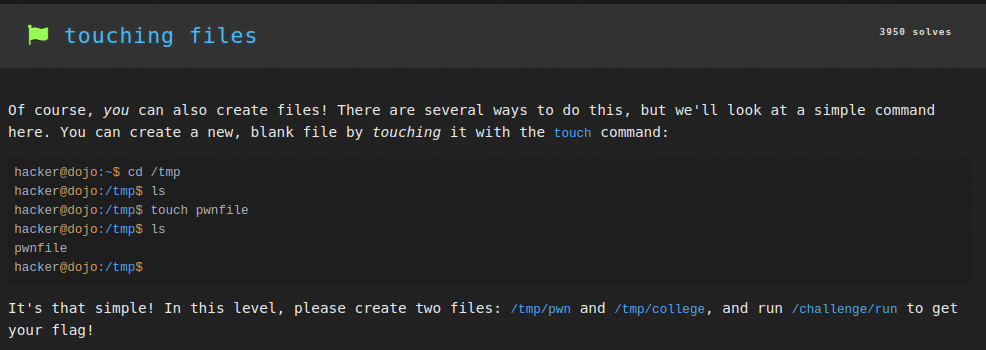 touching files
3950 solves
Of course, you can also create files! There are several ways to do this, but we'll look at a simple command
here. You can create a new, blank file by touching it with the touch command:
hacker@dojo:~$ cd /tmp
hacker@dojo:/tmp$ ls
hacker@dojo:/tmp$ touch pwnfile
hacker@dojo:/tmp$ ls
pwnfile
hacker@dojo:/tmp$
It's that simple! In this level, please create two files: /tmp/pwn and /tmp/college, and run /challenge/run to get
your flag!